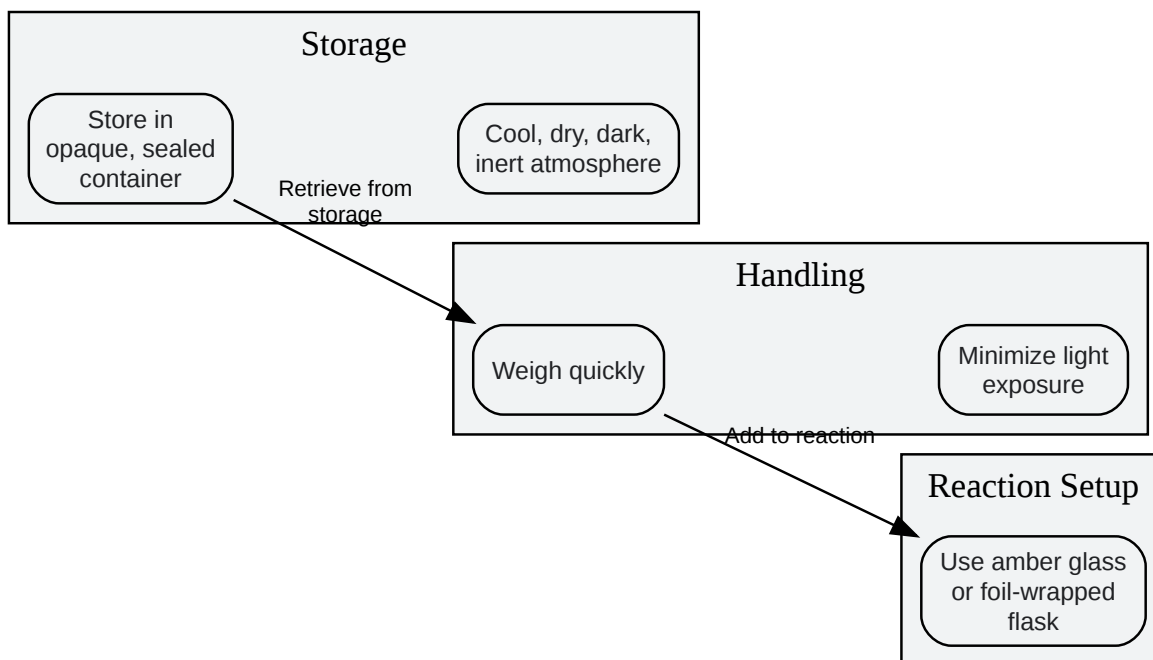 Storage
Store in
opaque, sealed
container
Cool, dry, dark,
inert atmosphere
Retrieve from
storage
Handling
Weigh quickly
Minimize light
exposure
Add to reaction
Reaction Setup
Use amber glass
or foil-wrapped
flask